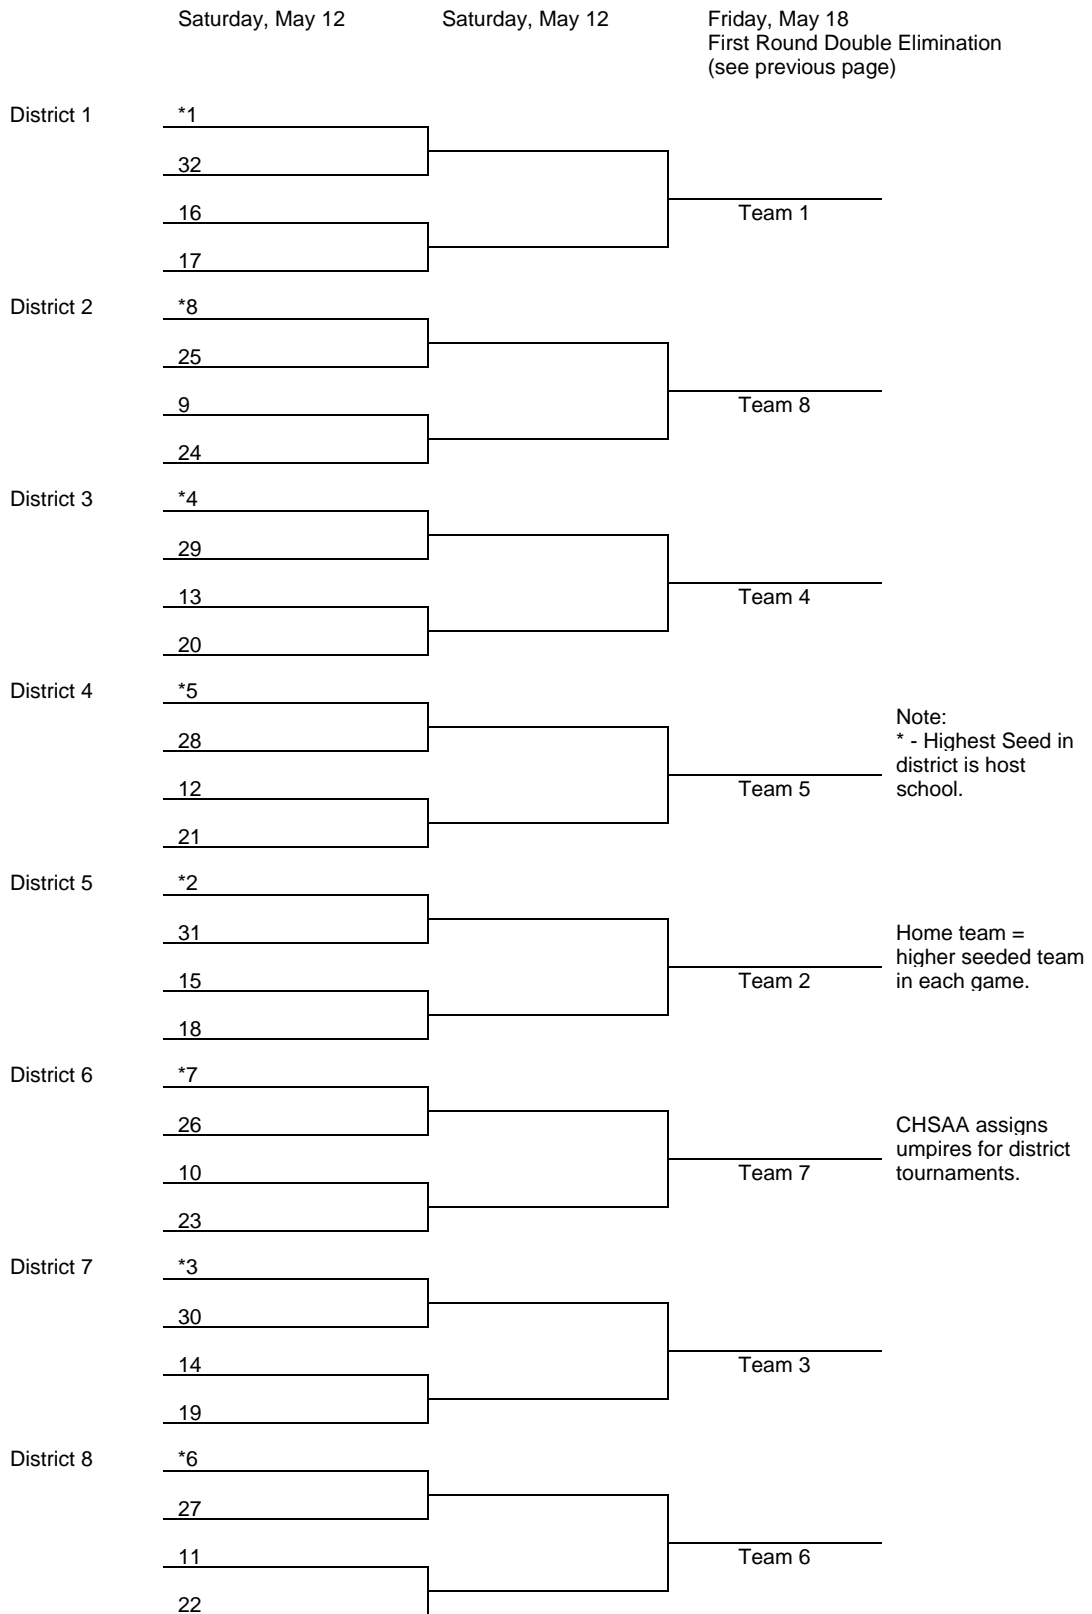 Saturday, May 12 Saturday, May 12 Friday, May 18
First Round Double Elimination
(see previous page)
District 1 *1
32
16 Team 1
17
District 2 *8
25
9 Team 8
24
District 3 *4
29
13 Team 4
20
District 4 *5
Note:
28 * - Highest Seed in
district is host
12 Team 5 school.
21
District 5 *2
31 Home team =
higher seeded team
15 Team 2 in each game.
18
District 6 *7
26 CHSAA assigns
umpires for district
10 Team 7 tournaments.
23
District 7 *3
30
14 Team 3
19
District 8 *6
27
11 Team 6
22